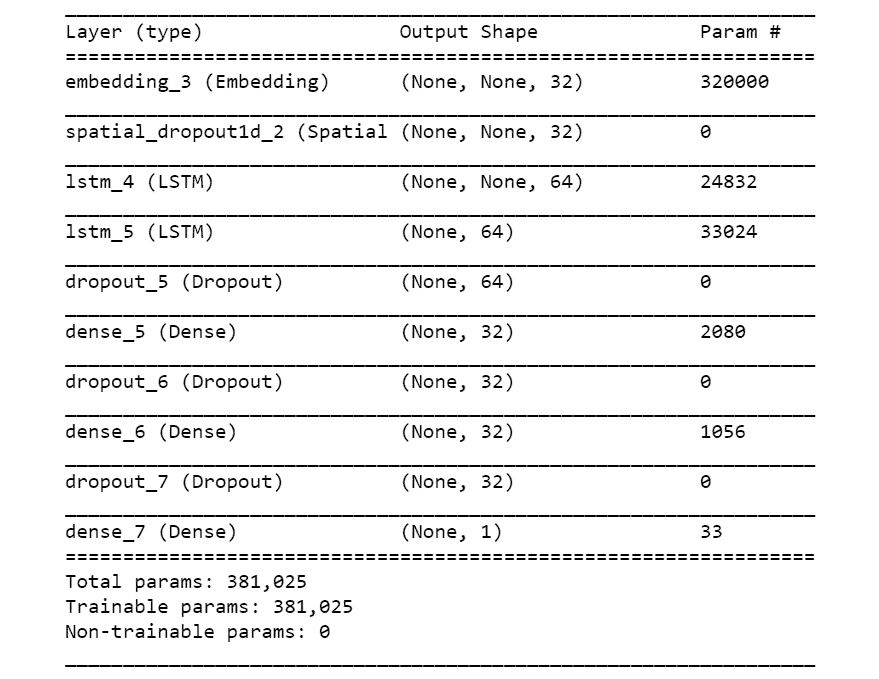 Layer (type) Output Shape Param #
embedding_3 (Embedding) (None, None, 32) 320000
spatial_dropout1d_2 (Spatial (None, None, 32) 0
lstm_4 (LSTM) (None, None, 64) 24832
lstm_5 (LSTM) (None, 64) 33024
dropout_5 (Dropout) (None, 64) 0
dense_5 (Dense) (None, 32) 2080
dropout_6 (Dropout) (None, 32) 0
dense_6 (Dense) (None, 32) 1056
dropout_7 (Dropout) (None, 32) 0
dense_7 (Dense) (None, 1) 33
Total params: 381,025
Trainable params: 381,025
Non-trainable params: 0